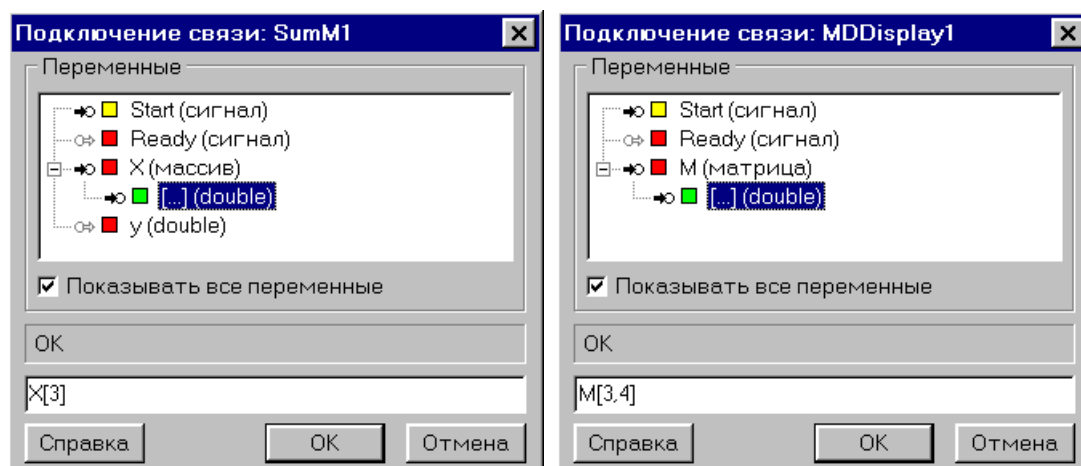 Подключение связи: SumM1
Переменные
Start (сигнал)
Ready (сигнал)
X (массив)
[...] (double)
y (double)
Показывать все переменные
OK
X[3]
Справка
OK
Отмена
Подключение связи: MDDisplay1
Переменные
Start (сигнал)
Ready (сигнал)
M (матрица)
[...] (double)
Показывать все переменные
OK
M[3,4]
Справка
OK
Отмена